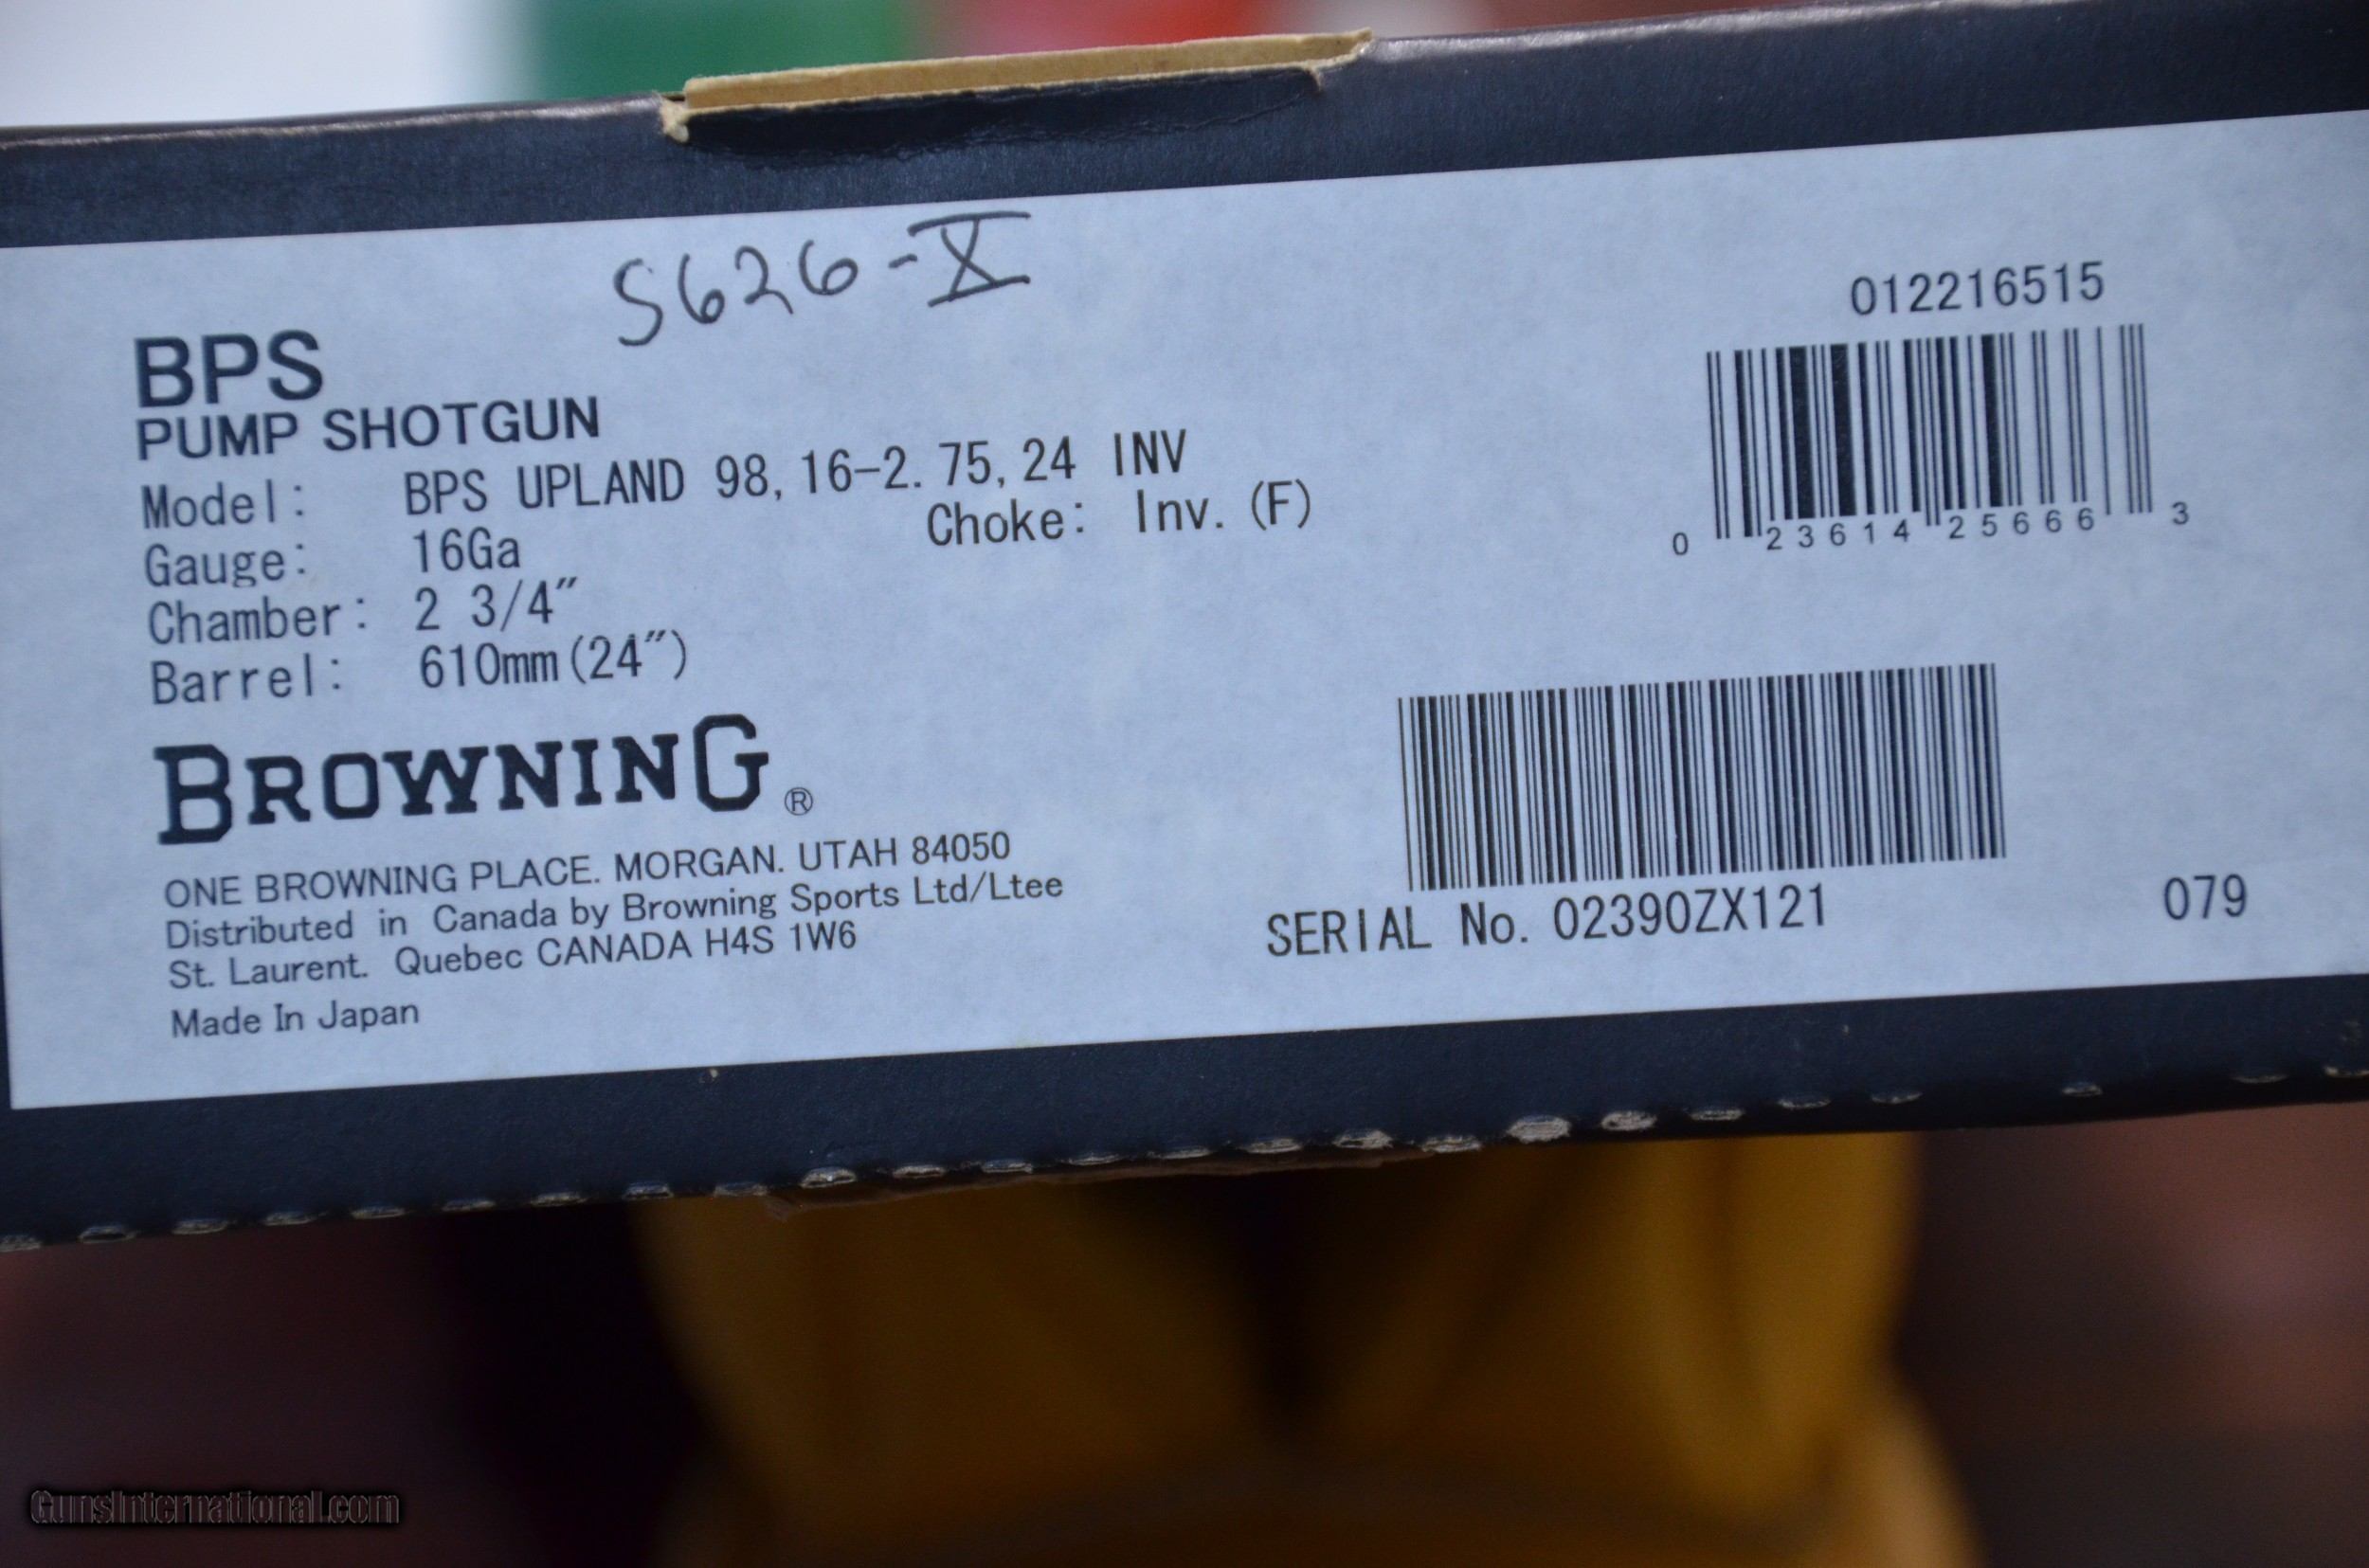 S626-X
BPS
PUMP SHOTGUN
Model: BPS UPLAND 98, 16-2. 75, 24 INV
Gauge: 16Ga Choke: Inv. (F)
Chamber: 2 3/4″
Barrel: 610mm (24″)
BROWNING®
ONE BROWNING PLACE. MORGAN. UTAH 84050
Distributed in Canada by Browning Sports Ltd/Ltee
St. Laurent. Quebec CANADA H4S 1W6
Made In Japan
012216515
0 23614 25666 3
SERIAL No. 02390ZX121
079
GunsInternational.com